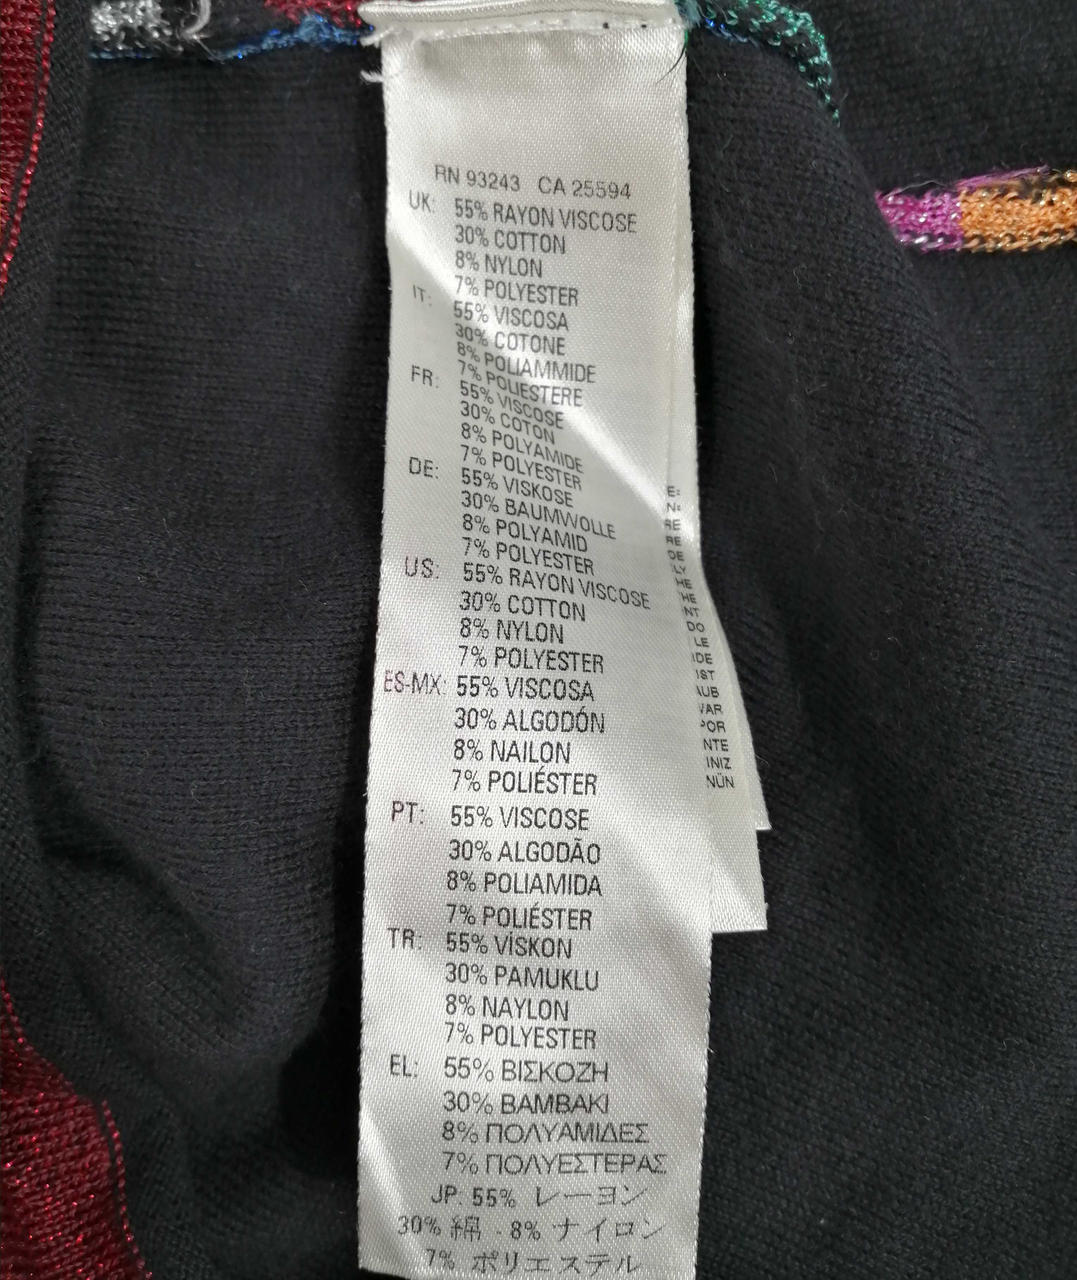 RN 93243 CA 25594
UK: 55% RAYON VISCOSE
30% COTTON
8% NYLON
7% POLYESTER
IT: 55% VISCOSA
30% COTONE
8% POLIAMMIDE
7% POLIESTERE
FR: 55% VISCOSE
30% COTON
8% POLYAMIDE
7% POLYESTER
DE: 55% VISKOSE
30% BAUMWOLLE
8% POLYAMID
7% POLYESTER
US: 55% RAYON VISCOSE
30% COTTON
8% NYLON
7% POLYESTER
ES-MX: 55% VISCOSA
30% ALGODÓN
8% NAILON
7% POLIÉSTER
PT: 55% VISCOSE
30% ALGODÃO
8% POLIAMIDA
7% POLIÉSTER
TR: 55% VİSKON
30% PAMUKLU
8% NAYLON
7% POLYESTER
EL: 55% ΒΙΣΚΟΖΗ
30% ΒΑΜΒΑΚΙ
8% ΠΟΛΥΑΜΙΔΕΣ
7% ΠΟΛΥΕΣΤΕΡΑΣ
JP: 55% レーヨン
30% 綿 · 8% ナイロン
7% ポリエステル